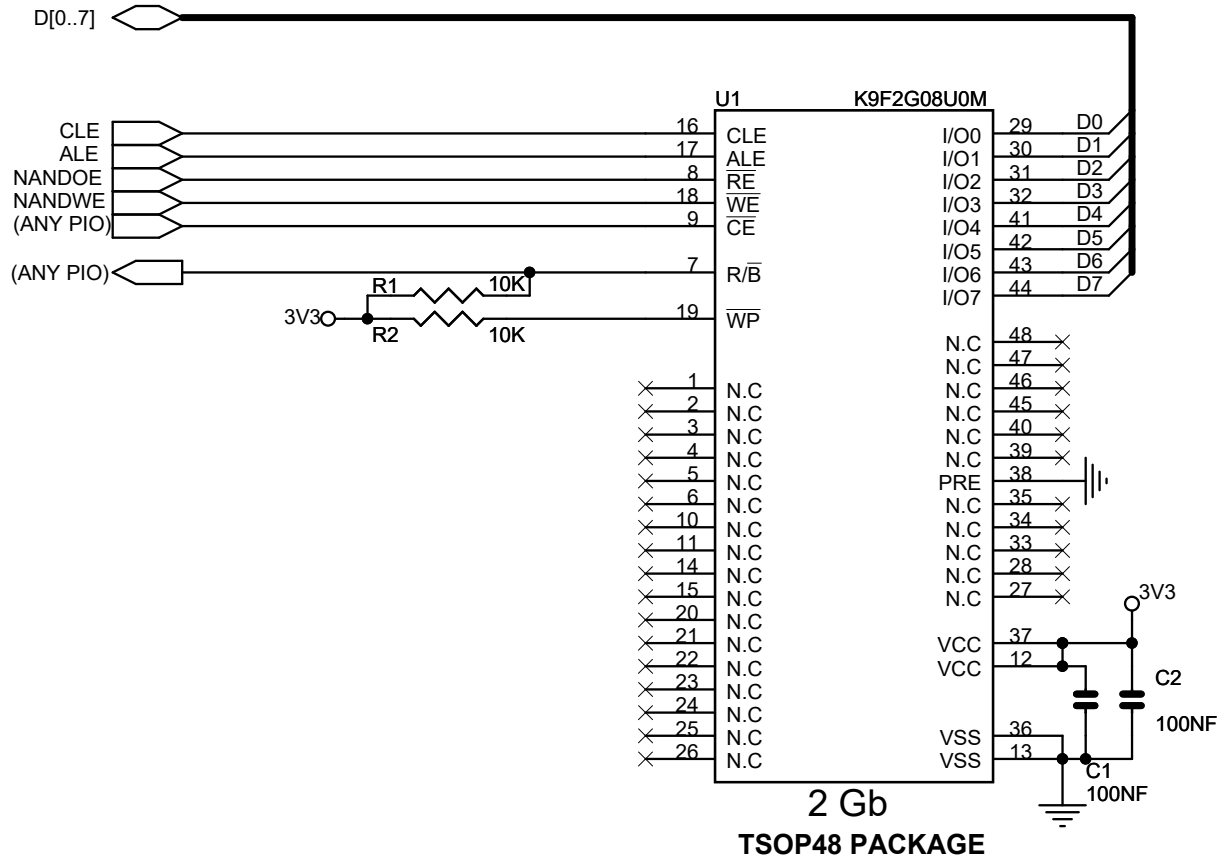 D[0..7]
U1 K9F2G08U0M
CLE 16 CLE I/O0 29 D0
ALE 17 ALE I/O1 30 D1
NANDOE 8 RE I/O2 31 D2
NANDWE 18 WE I/O3 32 D3
(ANY PIO) 9 CE I/O4 41 D4
I/O5 42 D5
(ANY PIO) 7 R/B I/O6 43 D6
R1 10K I/O7 44 D7
3V3 19 WP
R2 10K
N.C 48
N.C 47
1 N.C N.C 46
2 N.C N.C 45
3 N.C N.C 40
4 N.C N.C 39
5 N.C PRE 38
6 N.C N.C 35
10 N.C N.C 34
11 N.C N.C 33
14 N.C N.C 28
15 N.C N.C 27
3V3
20 N.C
21 N.C VCC 37
22 N.C VCC 12
23 N.C C2
24 N.C 100NF
25 N.C VSS 36
26 N.C VSS 13
C1
100NF
2 Gb
TSOP48 PACKAGE